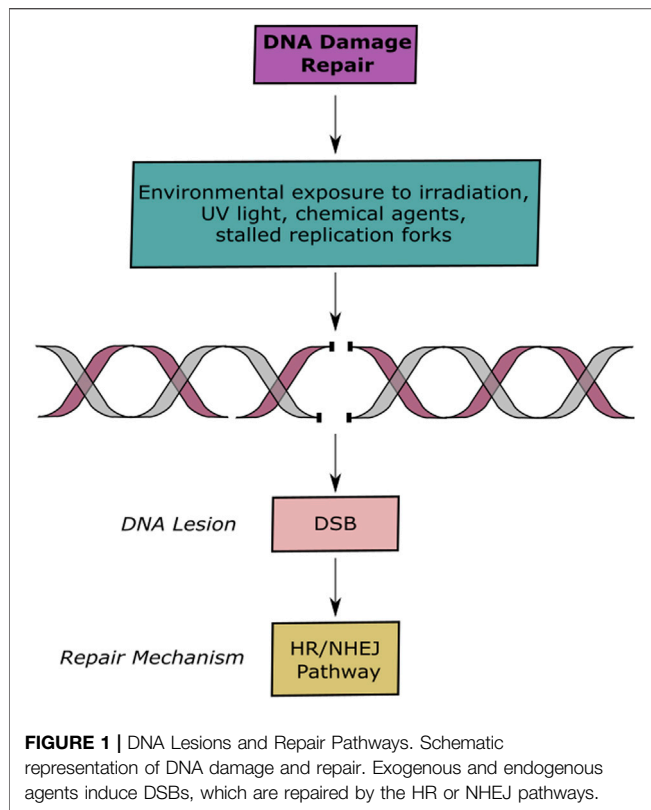 DNA Damage
Repair
Environmental exposure to irradiation,
UV light, chemical agents,
stalled replication forks
DNA Lesion
DSB
Repair Mechanism
HR/NHEJ
Pathway
FIGURE 1 | DNA Lesions and Repair Pathways. Schematic
representation of DNA damage and repair. Exogenous and endogenous
agents induce DSBs, which are repaired by the HR or NHEJ pathways.